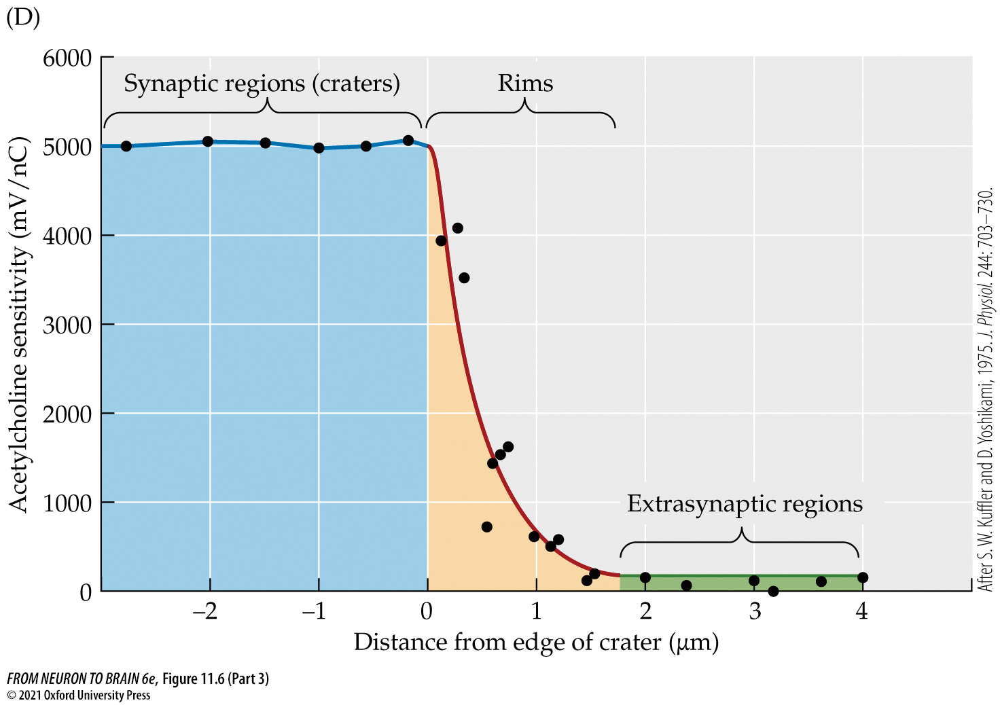 (D)
6000
5000
4000
3000
2000
1000
0
Acetylcholine sensitivity (mV/nC)
Synaptic regions (craters)
Rims
Extrasynaptic regions
–2
–1
0
1
2
3
4
Distance from edge of crater (μm)
After S. W. Kuffler and D. Yoshikami, 1975. J. Physiol. 244: 703–730.
FROM NEURON TO BRAIN 6e, Figure 11.6 (Part 3)
© 2021 Oxford University Press